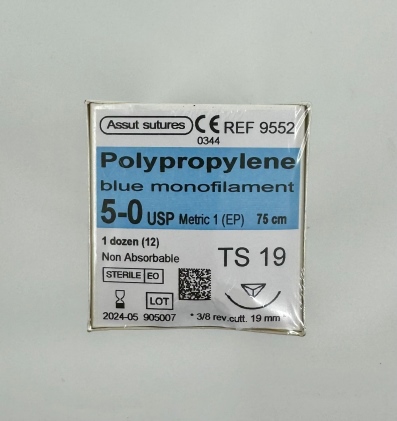 Assut sutures CE REF 9552
0344
Polypropylene
blue monofilament
5-0 USP Metric 1 (EP) 75 cm
1 dozen (12)
Non Absorbable
TS 19
STERILE EO
LOT
2024-05 905007
* 3/8 rev.cutt. 19 mm *